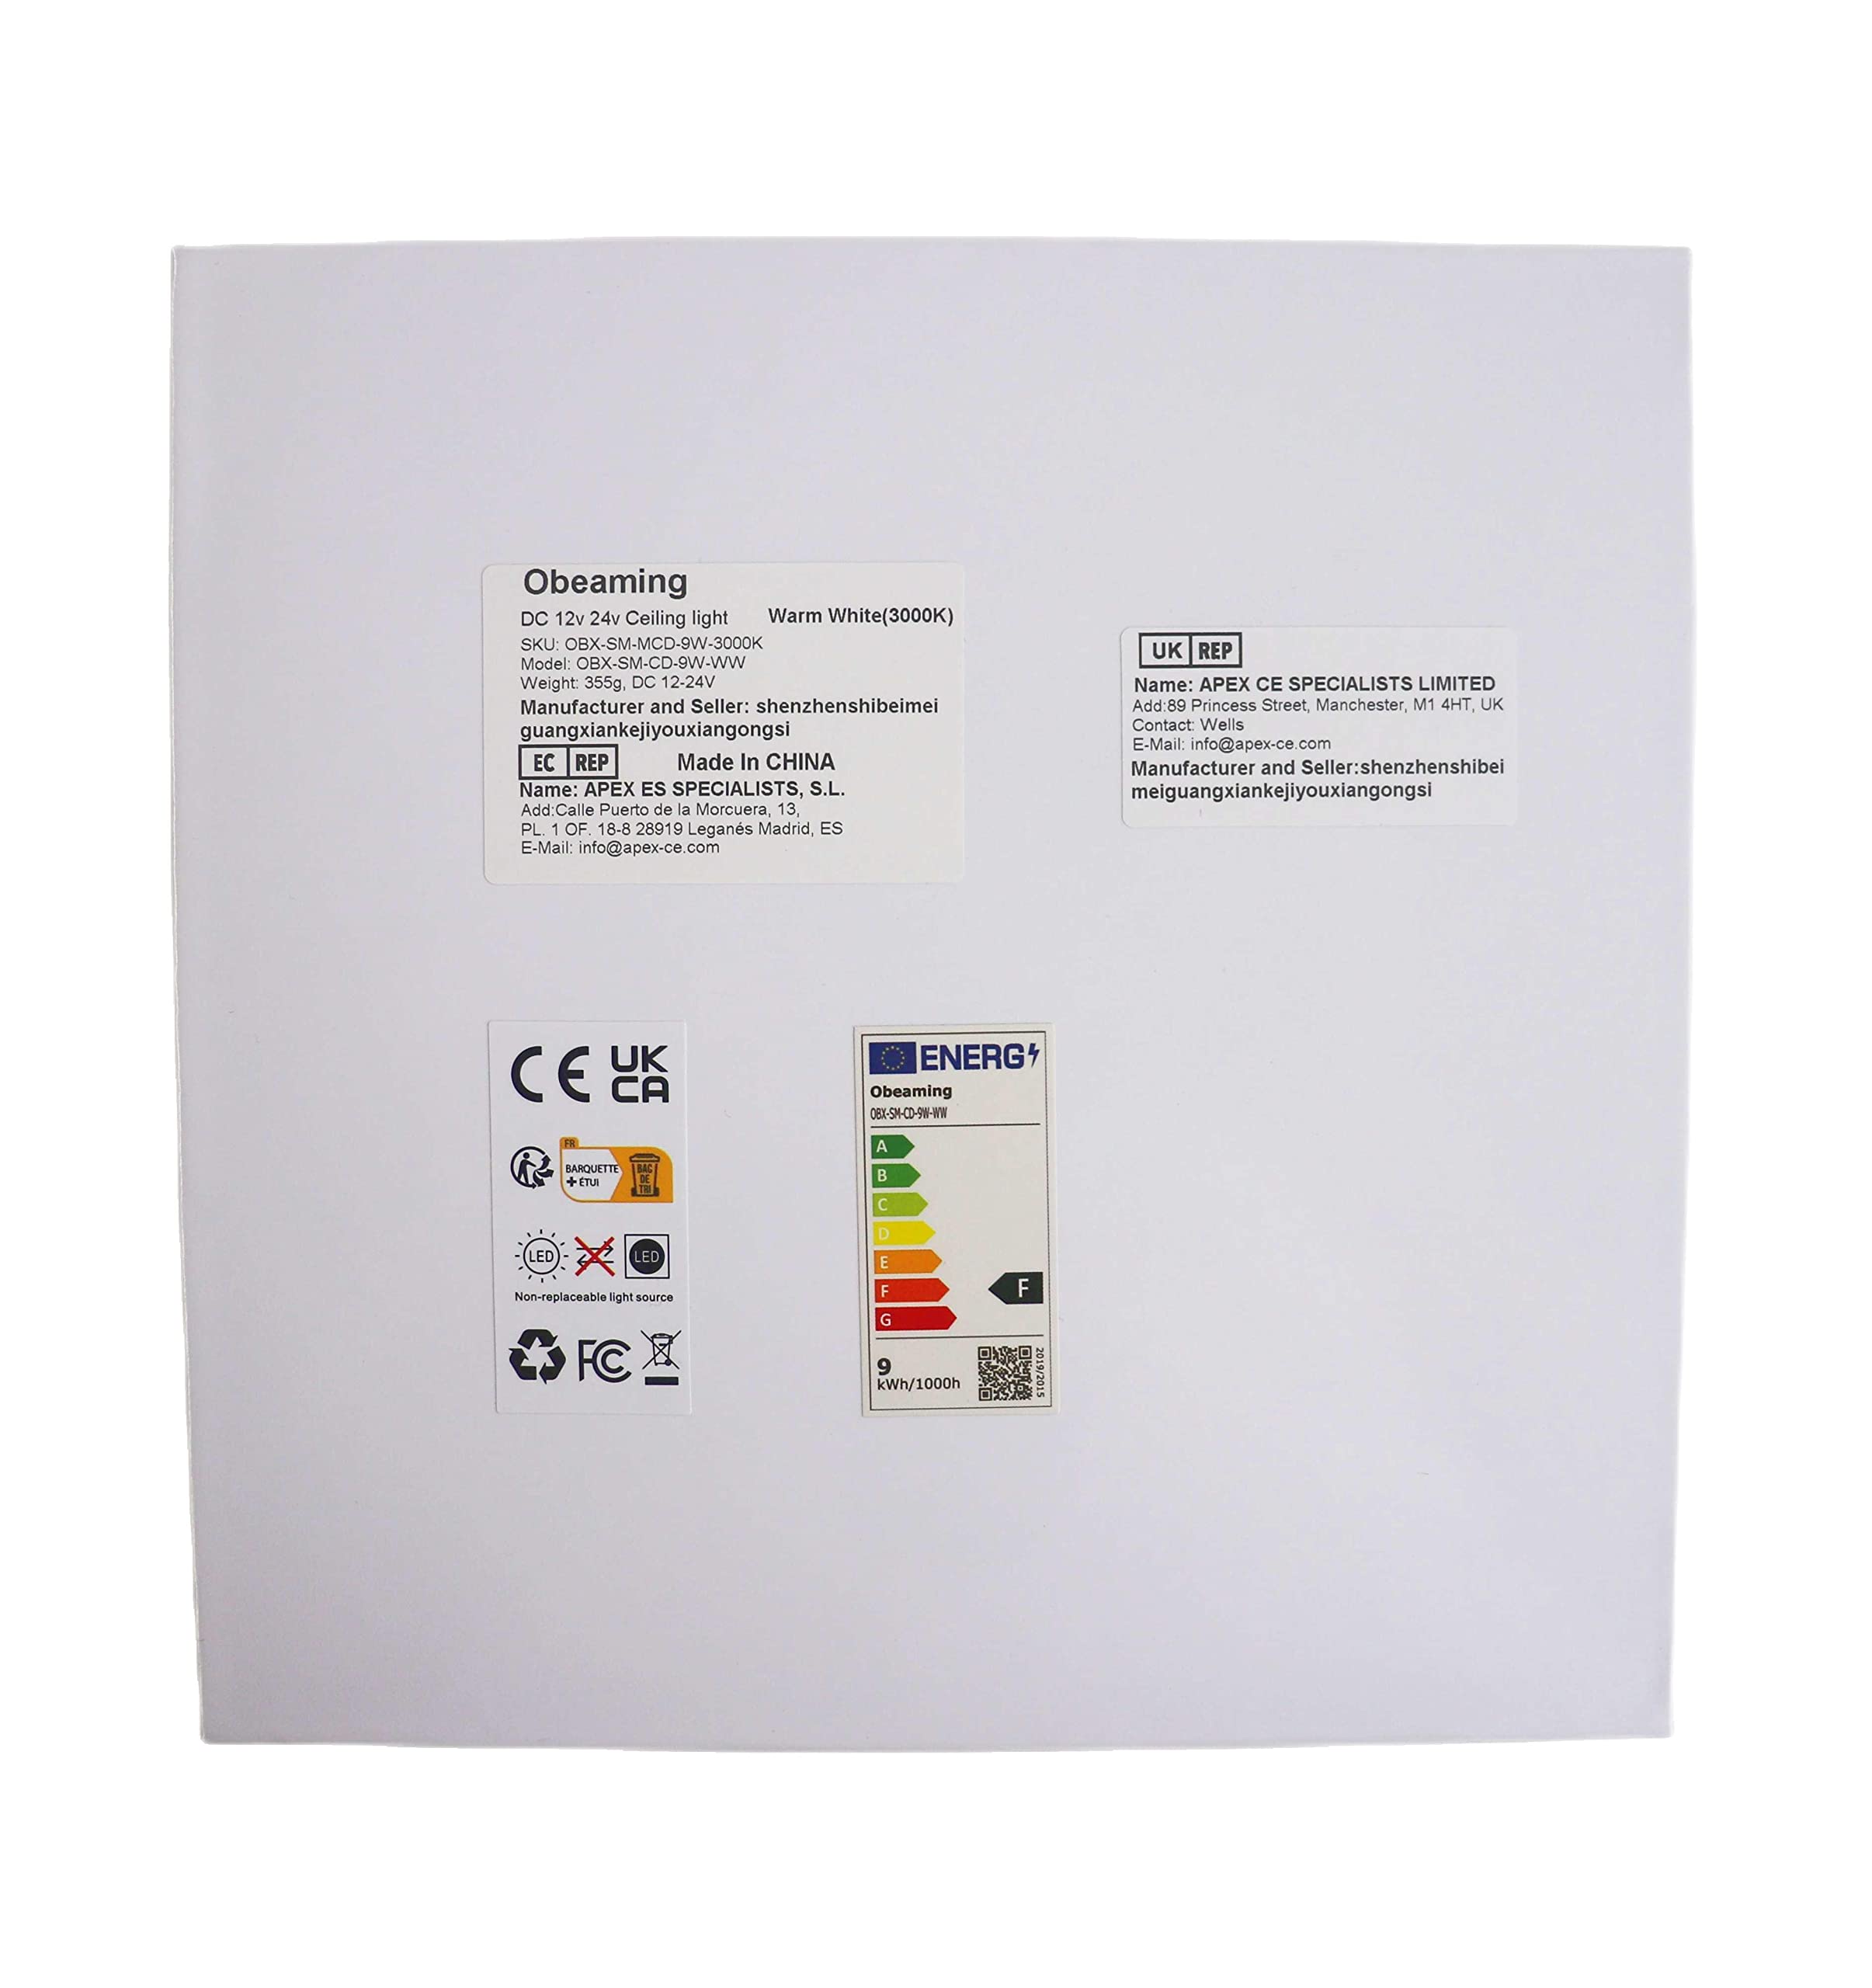 Obeaming
DC 12v 24v Ceiling light Warm White(3000K)
SKU: OBX-SM-MCD-9W-3000K
Model: OBX-SM-CD-9W-WW
Weight: 355g, DC 12-24V
Manufacturer and Seller: shenzhenshibeimei
guangxiankejiyouxiangongsi
EC REP Made In CHINA
Name: APEX ES SPECIALISTS, S.L.
Add:Calle Puerto de la Morcuera, 13,
PL. 1 OF. 18-8 28919 Leganés Madrid, ES
E-Mail: info@apex-ce.com
UK REP
Name: APEX CE SPECIALISTS LIMITED
Add:89 Princess Street, Manchester, M1 4HT, UK
Contact: Wells
E-Mail: info@apex-ce.com
Manufacturer and Seller:shenzhenshibei
meiguangxiankejiyouxiangongsi
CE UK
CA
FR
BARQUETTE
+ ÉTUI
BAC
DE
TRI
LED LED
Non-replaceable light source
FC
ENERG
Obeaming
OBX-SM-CD-9W-WW
A
B
C
D
E
F F
G
9
kWh/1000h
2019/2015